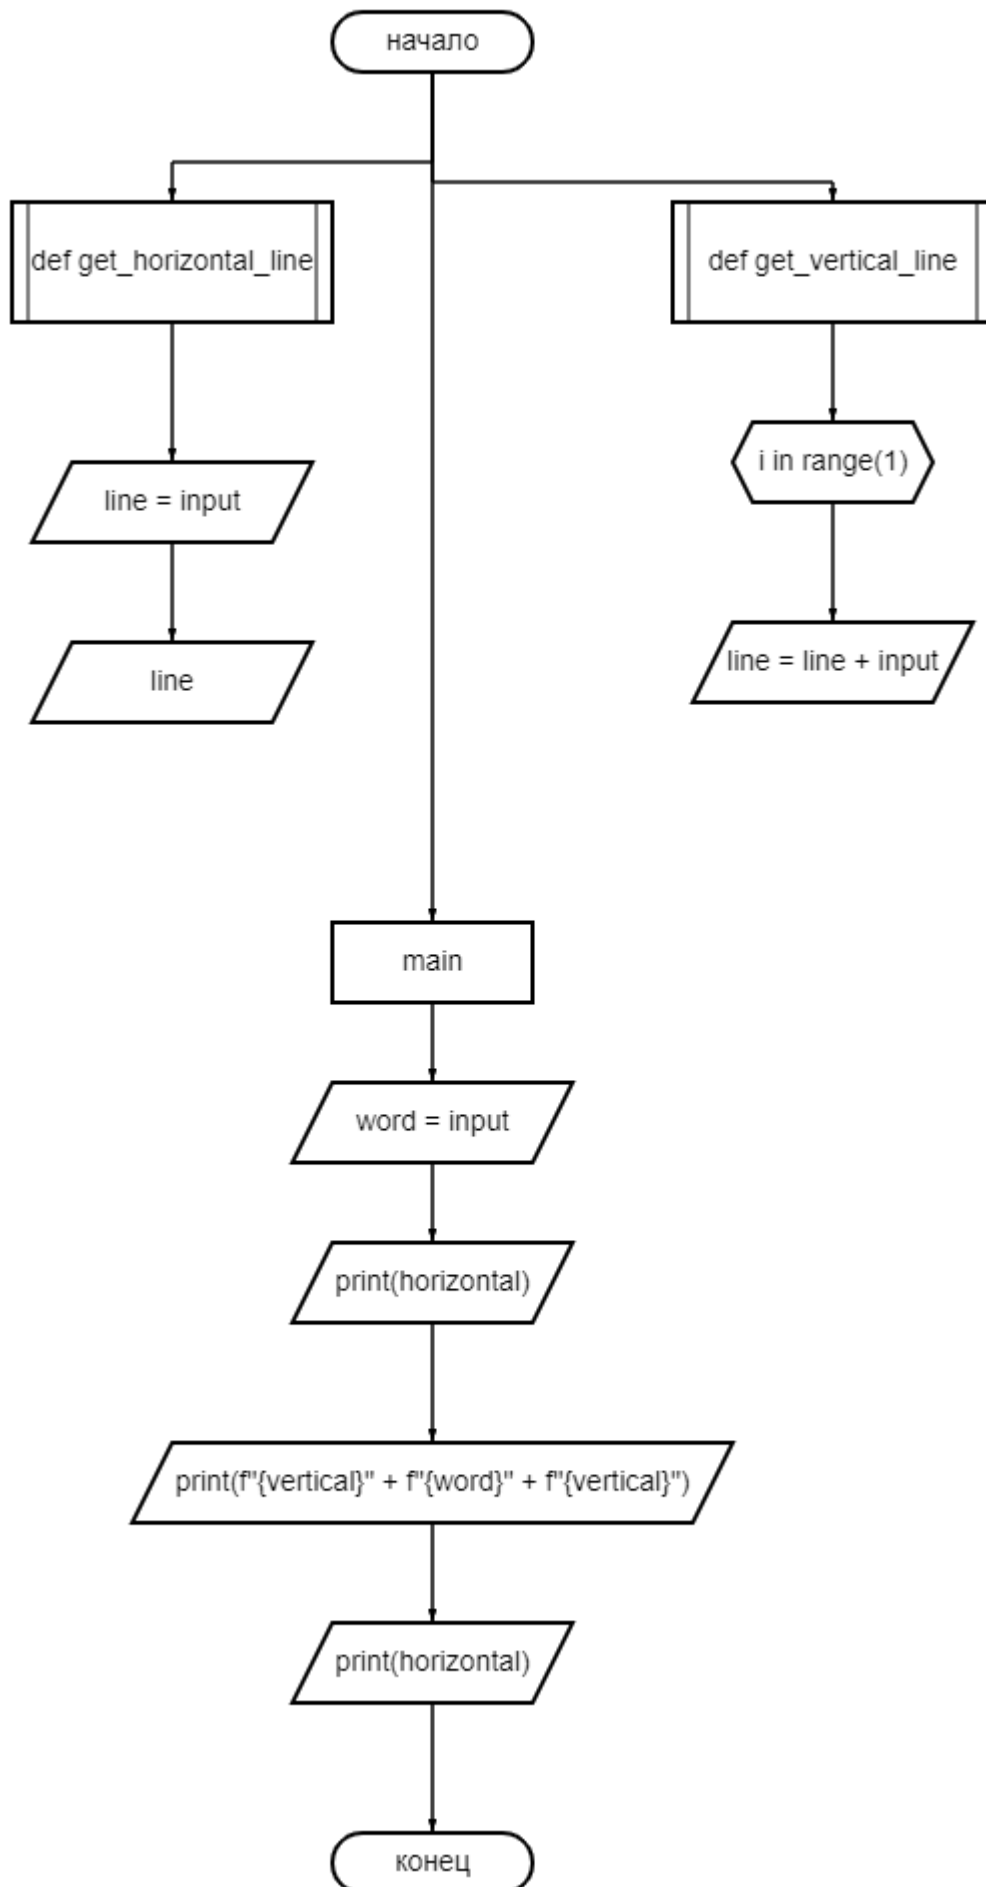 начало
def get_horizontal_line
def get_vertical_line
i in range(1)
line = input
line
line = line + input
main
word = input
print(horizontal)
print(f"{vertical}" + f"{word}" + f"{vertical}")
print(horizontal)
конец